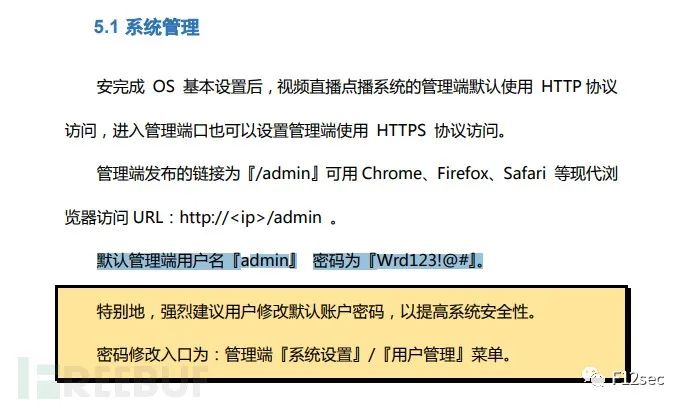 5.1 系统管理
安完成 OS 基本设置后，视频直播点播系统的管理端默认使用 HTTP 协议
访问，进入管理端口也可以设置管理端使用 HTTPS 协议访问。
管理端发布的链接为『/admin』可用 Chrome、Firefox、Safari 等现代浏
览器访问 URL：http://<ip>/admin 。
默认管理端用户名『admin』 密码为『Wrd123!@#』。
特别地，强烈建议用户修改默认账户密码，以提高系统安全性。
密码修改入口为：管理端『系统设置』/『用户管理』菜单。
FREEBUF
F12sec